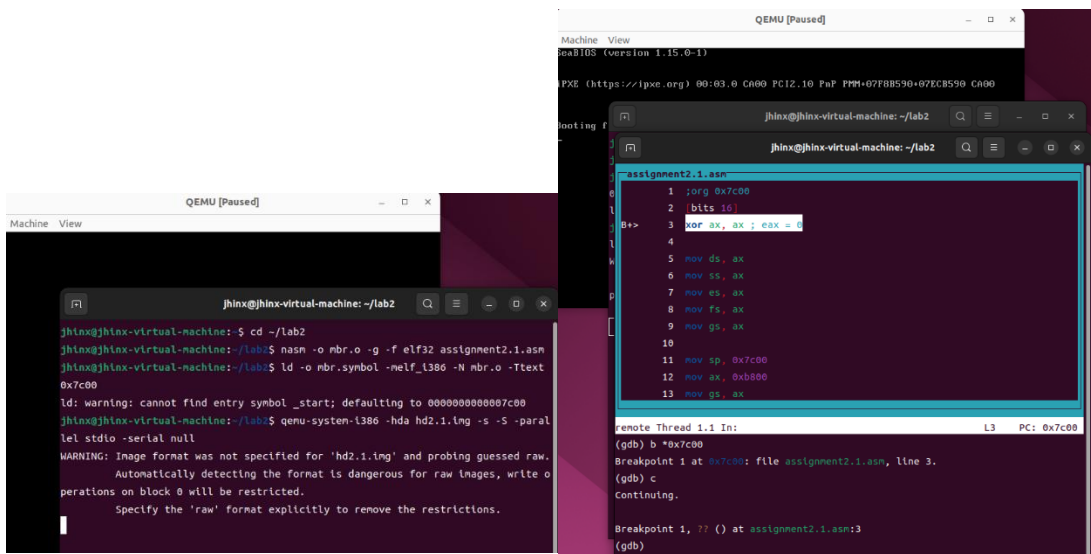 QEMU [Paused]
Machine View
jhinx@jhinx-virtual-machine: ~/lab2
jhinx@jhinx-virtual-machine:~$ cd ~/lab2
jhinx@jhinx-virtual-machine:~/lab2$ nasm -o mbr.o -g -f elf32 assignment2.1.asm
jhinx@jhinx-virtual-machine:~/lab2$ ld -o mbr.symbol -melf_i386 -N mbr.o -Ttext
0x7c00
ld: warning: cannot find entry symbol _start; defaulting to 0000000000007c00
jhinx@jhinx-virtual-machine:~/lab2$ qemu-system-i386 -hda hd2.1.img -s -S -paral
lel stdio -serial null
WARNING: Image format was not specified for 'hd2.1.img' and probing guessed raw.
Automatically detecting the format is dangerous for raw images, write o
perations on block 0 will be restricted.
Specify the 'raw' format explicitly to remove the restrictions.
QEMU [Paused]
Machine View
SeaBIOS (version 1.15.0-1)
iPXE (https://ipxe.org) 00:03.0 CA00 PCI2.10 PnP PMM+07F8B590+07ECB590 CA00
Booting f
jhinx@jhinx-virtual-machine: ~/lab2
jhinx@jhinx-virtual-machine: ~/lab2
assignment2.1.asm
1 ;org 0x7c00
2 [bits 16]
B+> 3 xor ax, ax ; eax = 0
4
5 mov ds, ax
6 mov ss, ax
7 mov es, ax
8 mov fs, ax
9 mov gs, ax
10
11 mov sp, 0x7c00
12 mov ax, 0xb800
13 mov gs, ax
remote Thread 1.1 In: L3 PC: 0x7c00
(gdb) b *0x7c00
Breakpoint 1 at 0x7c00: file assignment2.1.asm, line 3.
(gdb) c
Continuing.
Breakpoint 1, ?? () at assignment2.1.asm:3
(gdb)